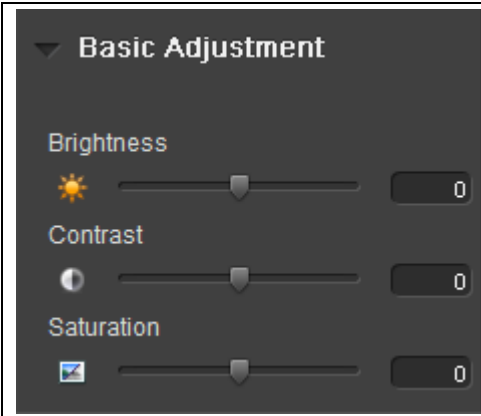 Basic Adjustment
Brightness
0
Contrast
0
Saturation
0